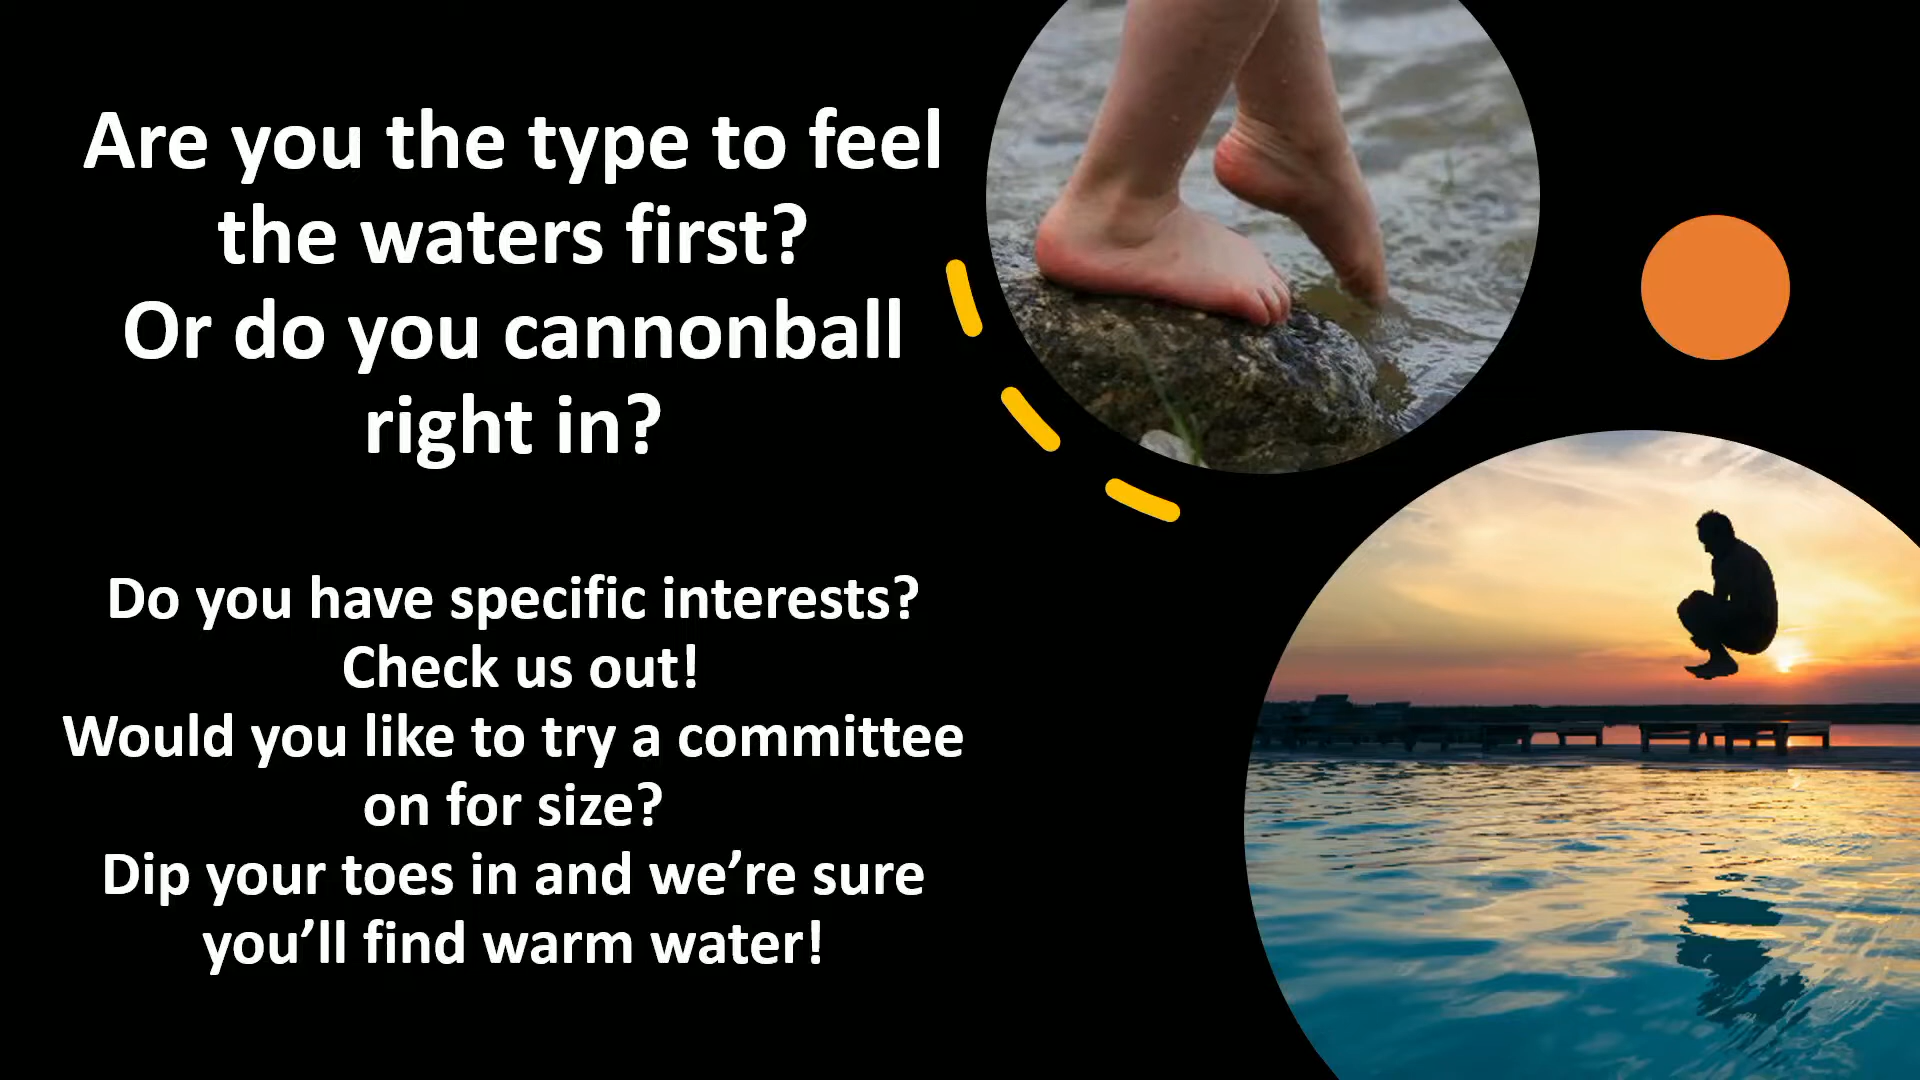 Are you the type to feel
the waters first?
Or do you cannonball
right in?
Do you have specific interests?
Check us out!
Would you like to try a committee
on for size?
Dip your toes in and we’re sure
you’ll find warm water!